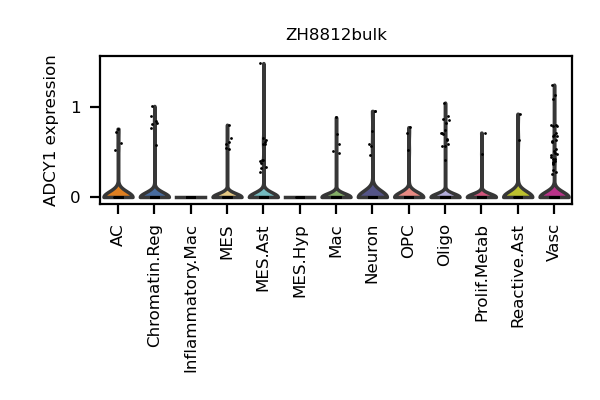 ZH8812bulk
ADCY1 expression
1
0
AC
Chromatin.Reg
Inflammatory.Mac
MES
MES.Ast
MES.Hyp
Mac
Neuron
OPC
Oligo
Prolif.Metab
Reactive.Ast
Vasc